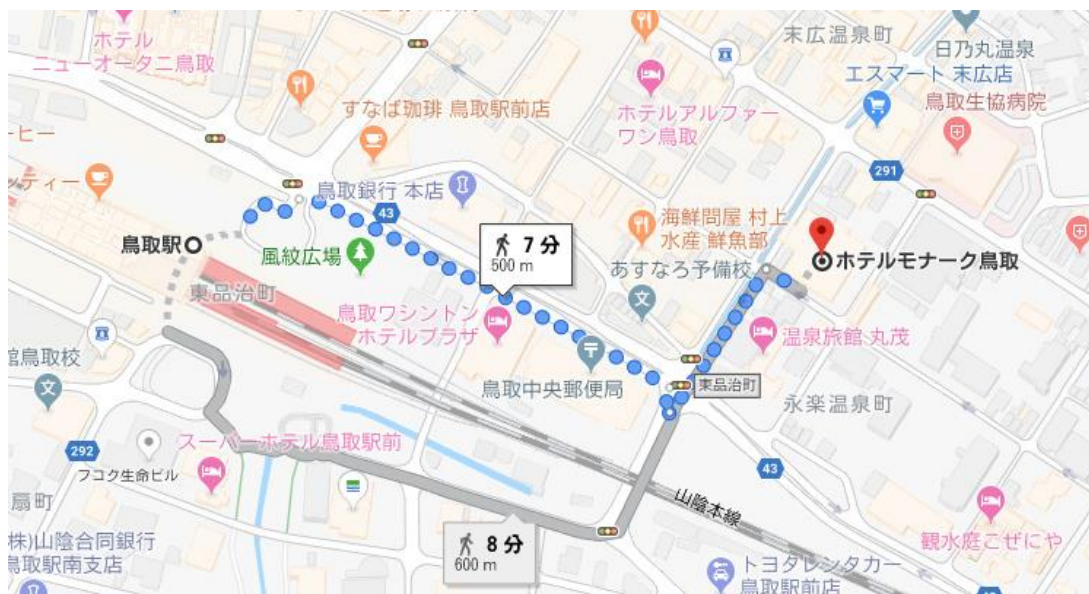 ホテル
ニューオータニ鳥取
末広温泉町
日乃丸温泉
エスマート 末広店
鳥取生協病院
ホテルアルファー
ワン鳥取
すなば珈琲 鳥取駅前店
ーヒー
ンティー
鳥取銀行 本店
43
291
7 分
500 m
海鮮問屋 村上
水産 鮮魚部
鳥取駅
風紋広場
あすなろ予備校
ホテルモナーク鳥取
東品治町
鳥取ワシントン
ホテルプラザ
温泉旅館 丸茂
館鳥取校
鳥取中央郵便局
東品治町
永楽温泉町
スーパーホテル鳥取駅前
292
フコク生命ビル
43
扇町
山陰本線
8 分
600 m
観水庭こぜにや
株)山陰合同銀行
鳥取駅南支店
トヨタレンタカー
鳥取駅前店